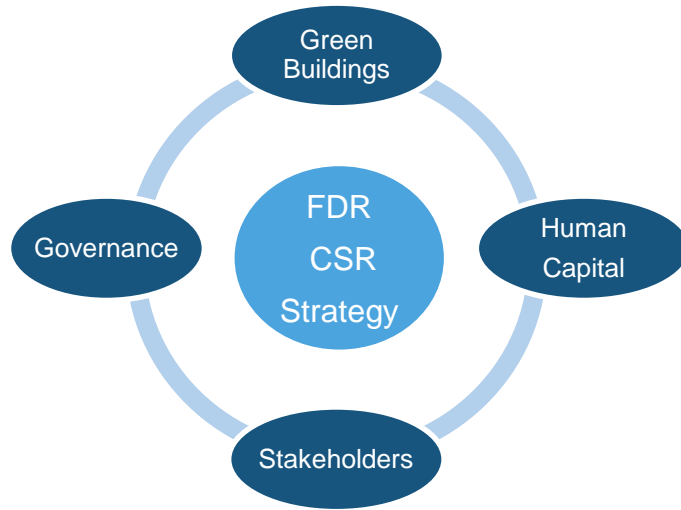 Green
Buildings
Governance
FDR
CSR
Strategy
Human
Capital
Stakeholders